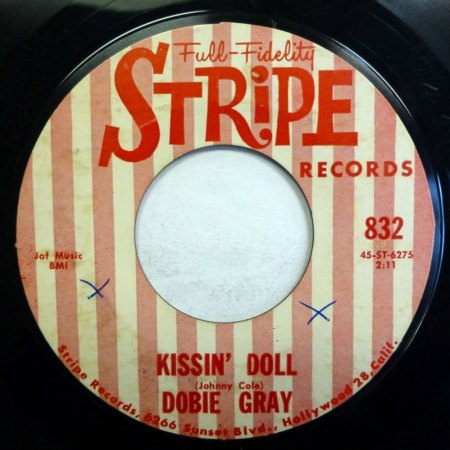 Full-Fidelity
STRIPE
RECORDS
832
45-ST-6275
2:11
Jaf Music
BMI
KISSIN' DOLL
(Johnny Cole)
DOBIE GRAY
Stripe Records, 6266 Sunset Blvd., Hollywood 28, Calif.